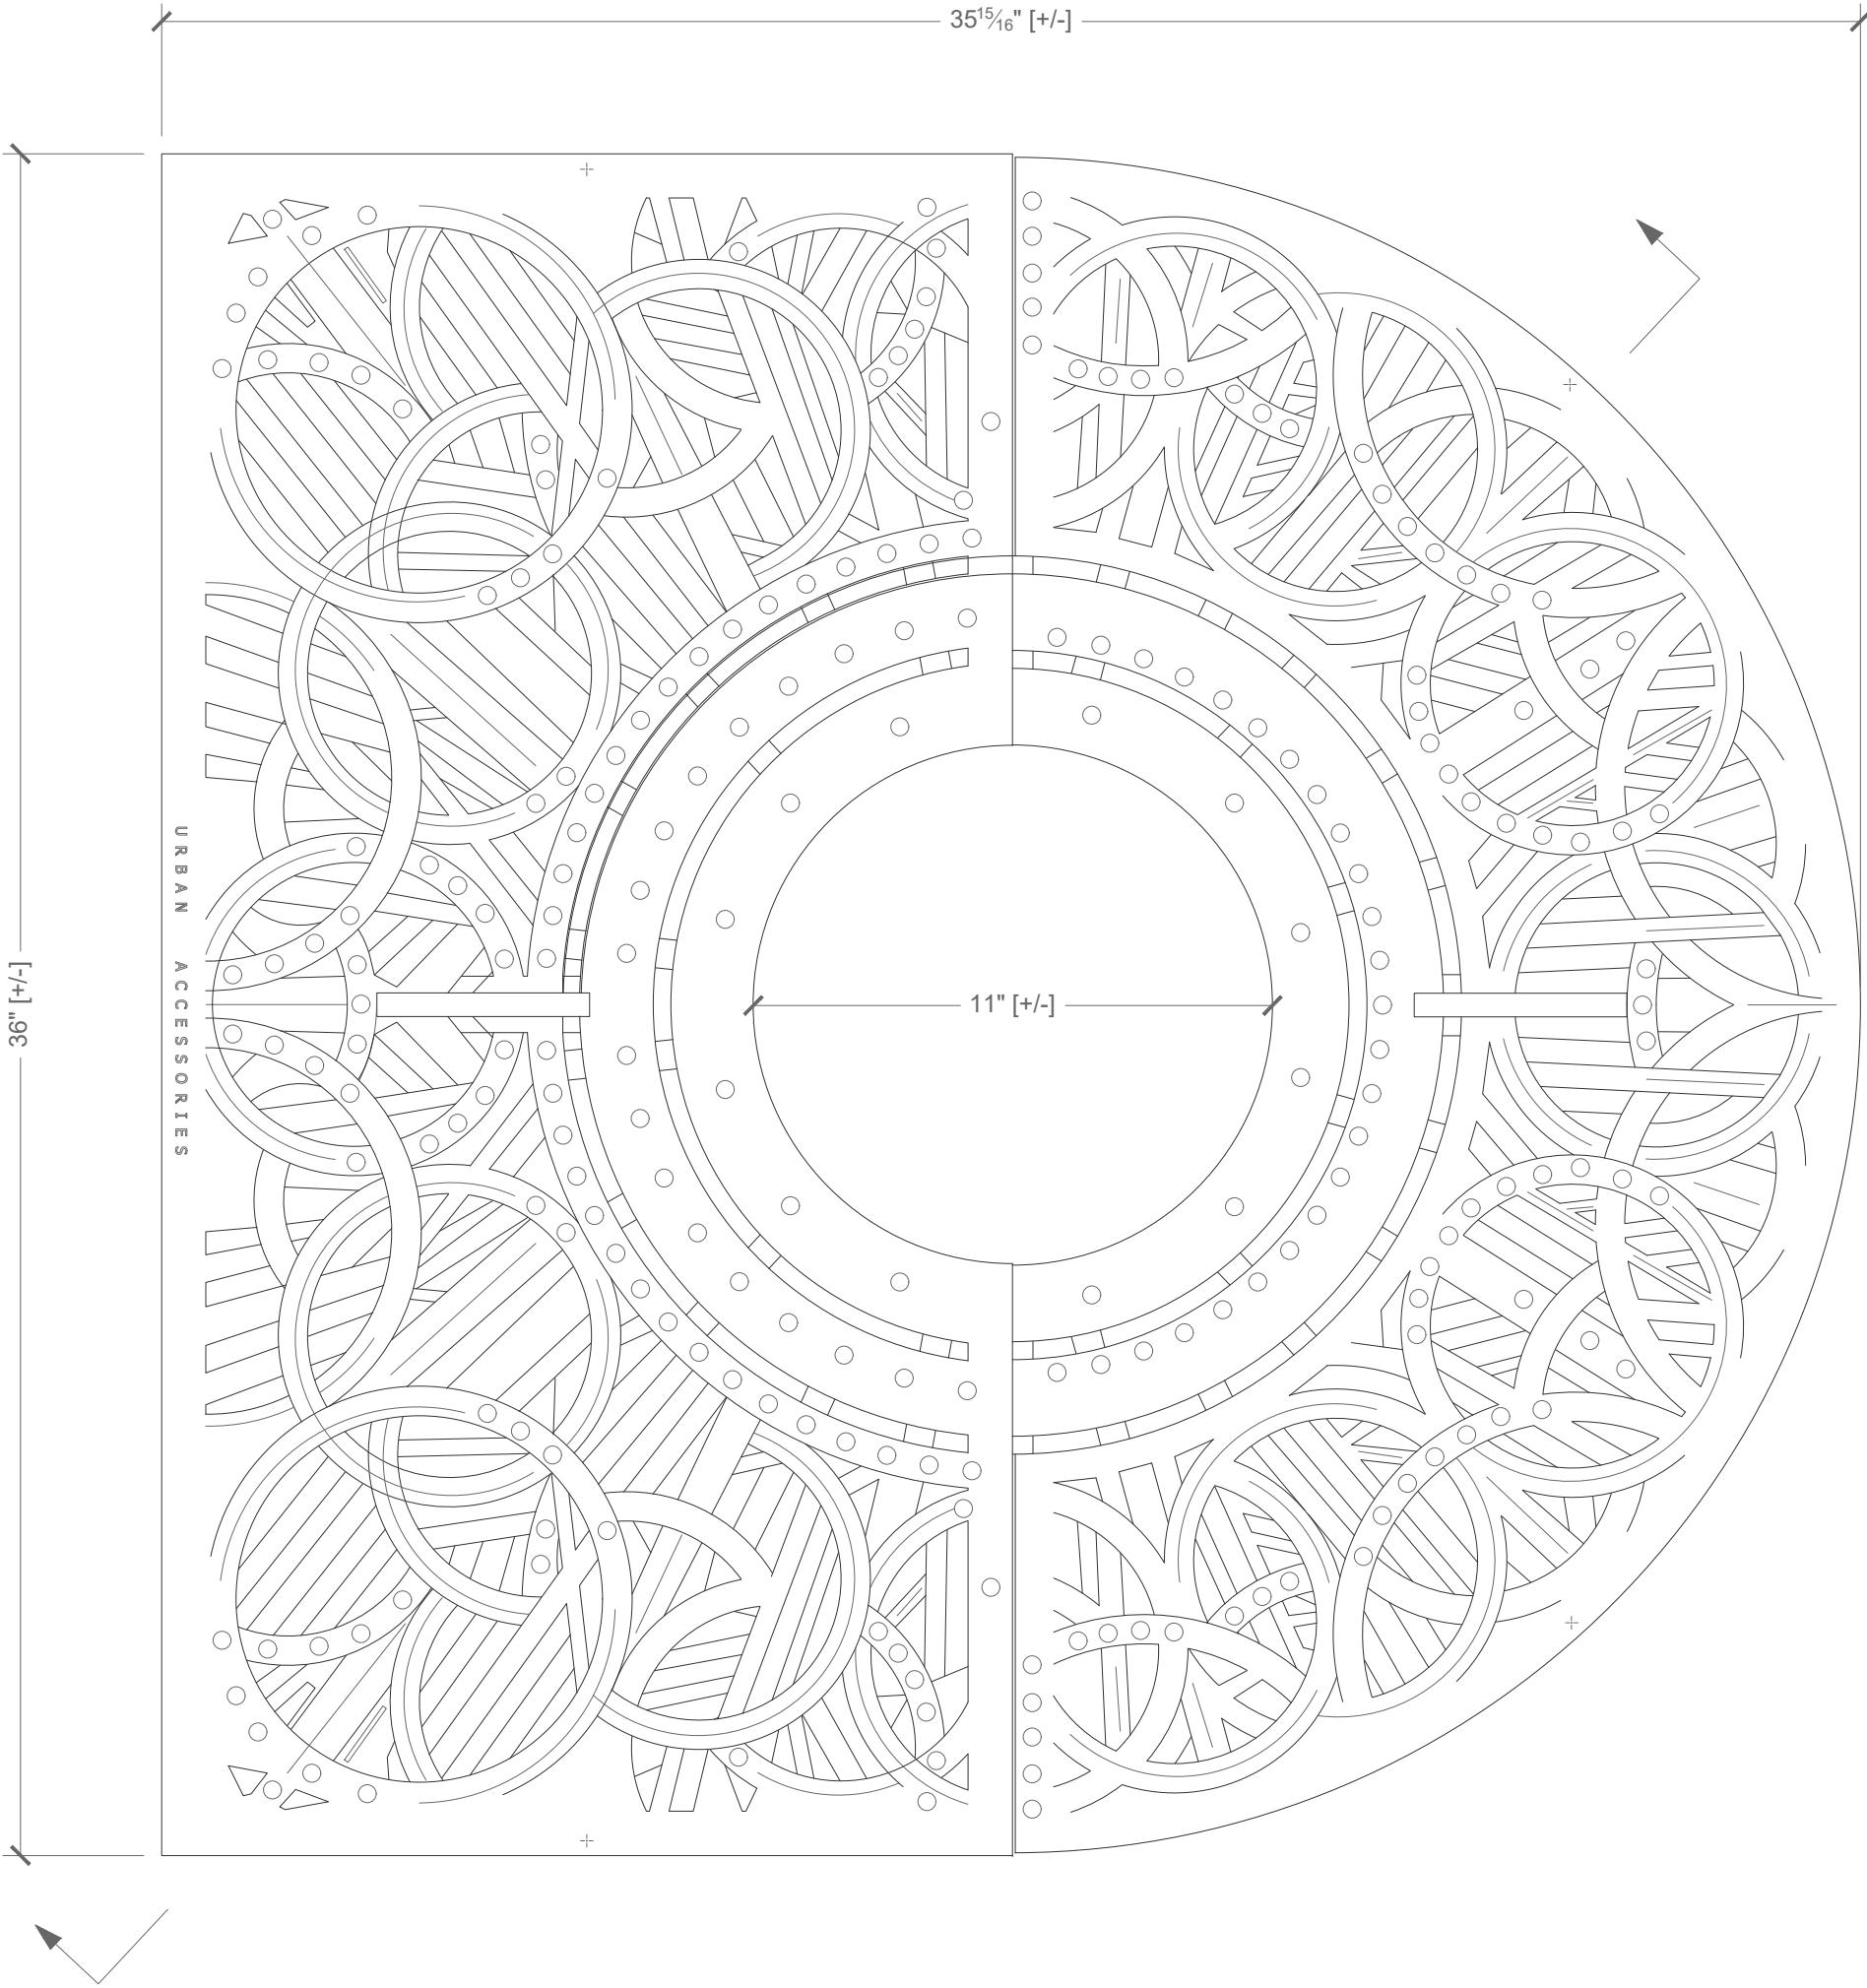 35 15⁄16" [+/-]
36" [+/-]
URBAN ACCESSORIES
11" [+/-]